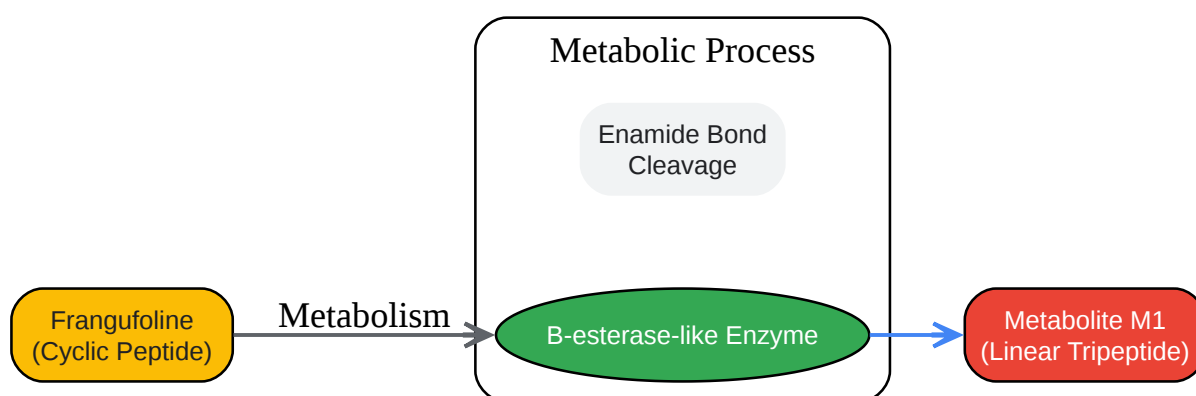 Metabolic Process
Enamide Bond
Cleavage
Frangufoline
(Cyclic Peptide)
Metabolism
B-esterase-like Enzyme
Metabolite M1
(Linear Tripeptide)